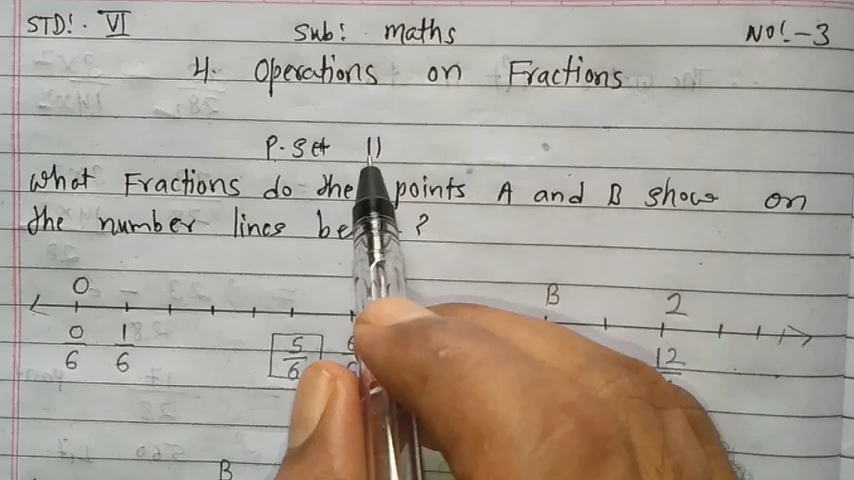 STD:- VI Sub: maths NO:-3
4. Operations on Fractions
P. Set 11
What Fractions do the points A and B show on
the number lines ?
0 B 2
0/6 1/6 5/6 12
B